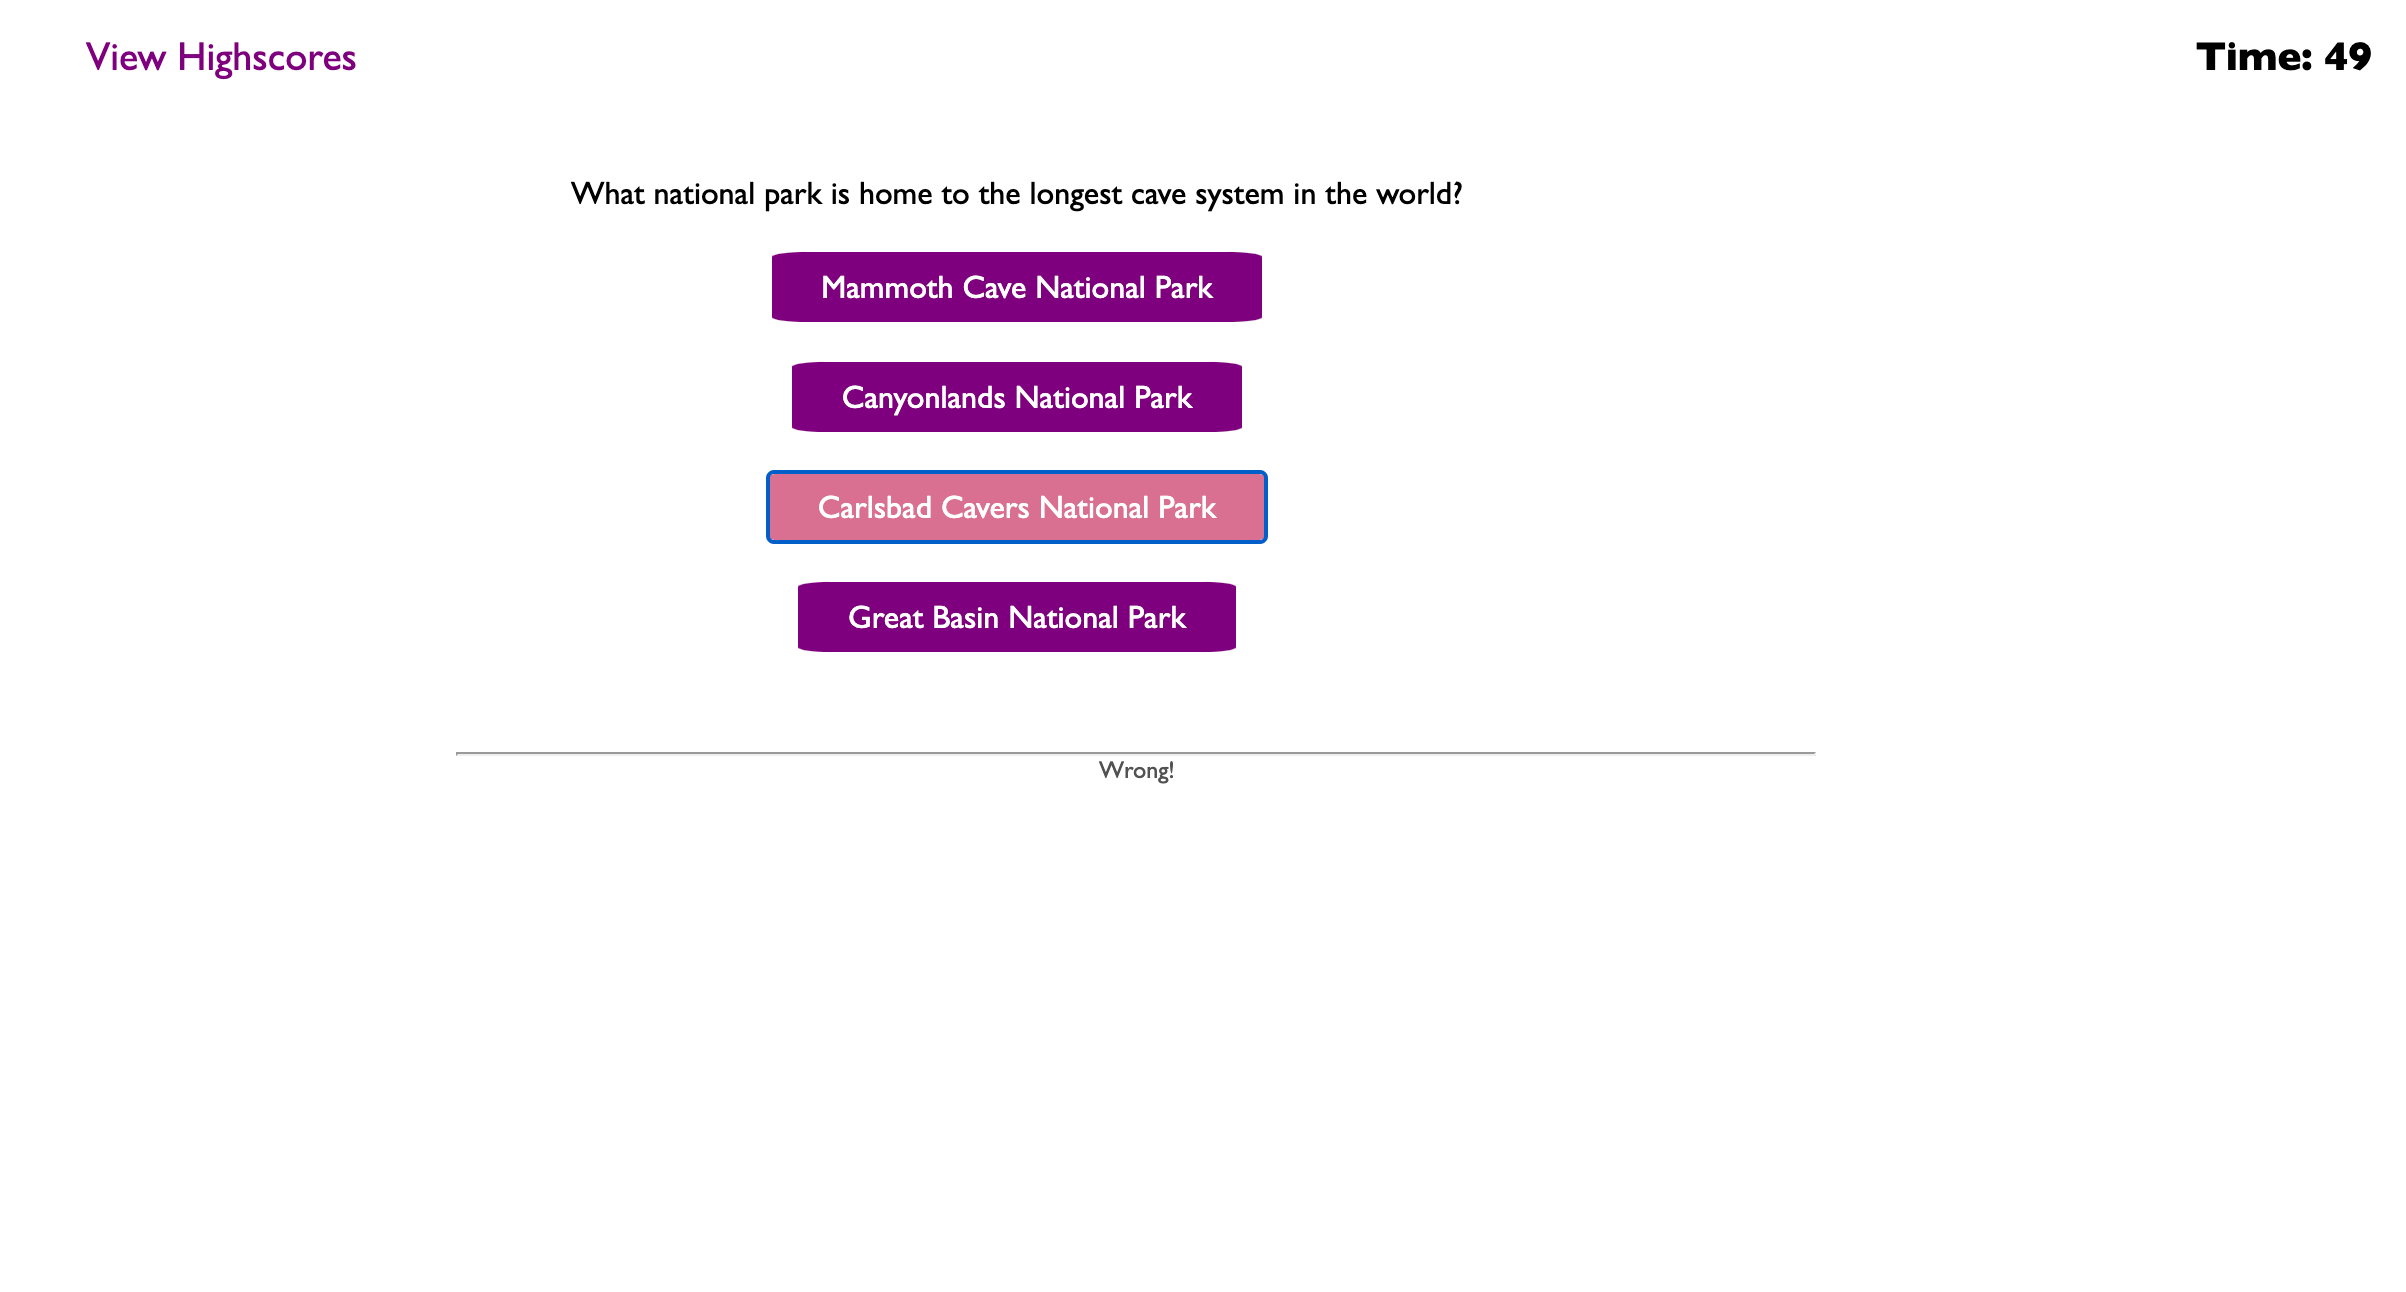 View Highscores
Time: 49
What national park is home to the longest cave system in the world?
Mammoth Cave National Park
Canyonlands National Park
Carlsbad Cavers National Park
Great Basin National Park
Wrong!